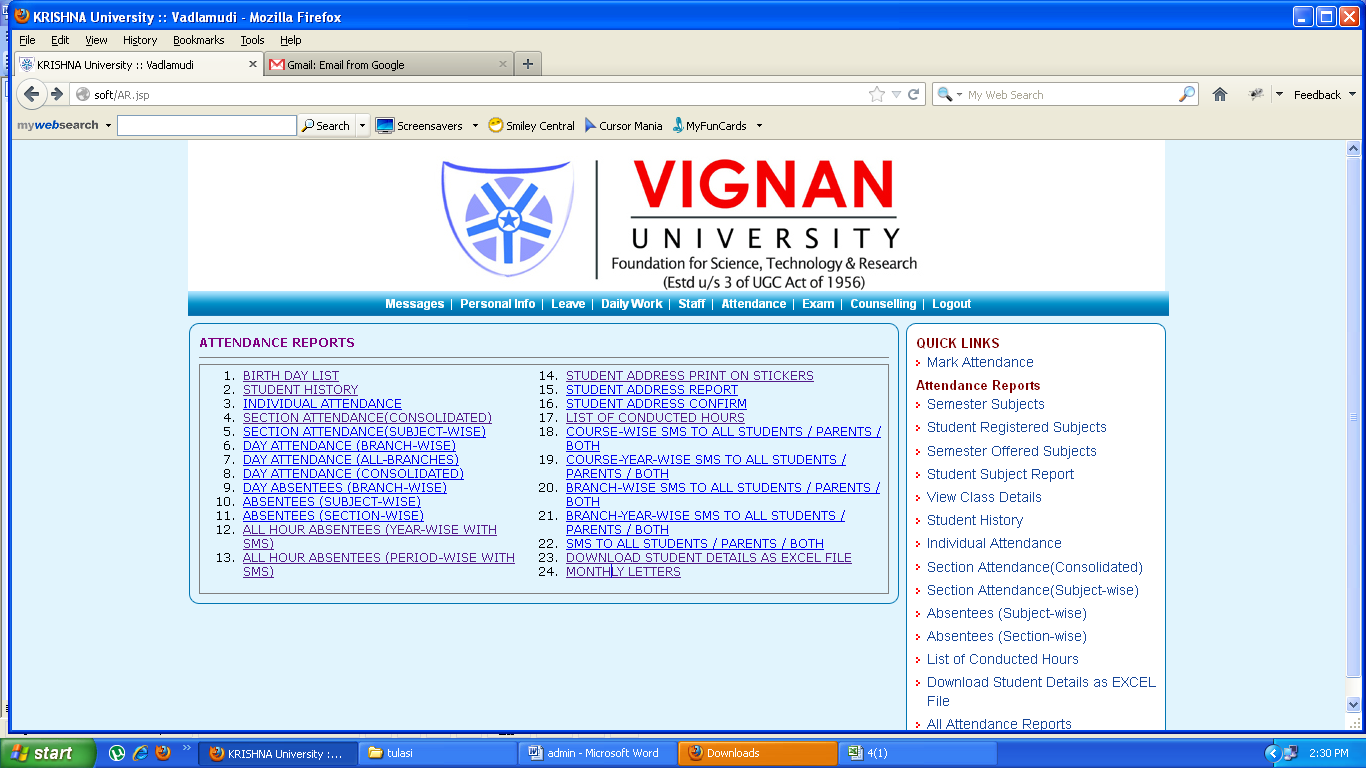 KRISHNA University :: Vadlamudi - Mozilla Firefox
File Edit View History Bookmarks Tools Help
KRISHNA University :: Vadlamudi
Gmail: Email from Google
soft/AR.jsp
My Web Search
Feedback
mywebsearch
Search
Screensavers
Smiley Central
Cursor Mania
MyFunCards
VIGNAN
UNIVERSITY
Foundation for Science, Technology & Research
(Estd u/s 3 of UGC Act of 1956)
Messages | Personal Info | Leave | Daily Work | Staff | Attendance | Exam | Counselling | Logout
ATTENDANCE REPORTS
1. BIRTH DAY LIST
2. STUDENT HISTORY
3. INDIVIDUAL ATTENDANCE
4. SECTION ATTENDANCE(CONSOLIDATED)
5. SECTION ATTENDANCE(SUBJECT-WISE)
6. DAY ATTENDANCE (BRANCH-WISE)
7. DAY ATTENDANCE (ALL-BRANCHES)
8. DAY ATTENDANCE (CONSOLIDATED)
9. DAY ABSENTEES (BRANCH-WISE)
10. ABSENTEES (SUBJECT-WISE)
11. ABSENTEES (SECTION-WISE)
12. ALL HOUR ABSENTEES (YEAR-WISE WITH
SMS)
13. ALL HOUR ABSENTEES (PERIOD-WISE WITH
SMS)
14. STUDENT ADDRESS PRINT ON STICKERS
15. STUDENT ADDRESS REPORT
16. STUDENT ADDRESS CONFIRM
17. LIST OF CONDUCTED HOURS
18. COURSE-WISE SMS TO ALL STUDENTS / PARENTS /
BOTH
19. COURSE-YEAR-WISE SMS TO ALL STUDENTS /
PARENTS / BOTH
20. BRANCH-WISE SMS TO ALL STUDENTS / PARENTS /
BOTH
21. BRANCH-YEAR-WISE SMS TO ALL STUDENTS /
PARENTS / BOTH
22. SMS TO ALL STUDENTS / PARENTS / BOTH
23. DOWNLOAD STUDENT DETAILS AS EXCEL FILE
24. MONTHLY LETTERS
QUICK LINKS
Mark Attendance
Attendance Reports
Semester Subjects
Student Registered Subjects
Semester Offered Subjects
Student Subject Report
View Class Details
Student History
Individual Attendance
Section Attendance(Consolidated)
Section Attendance(Subject-wise)
Absentees (Subject-wise)
Absentees (Section-wise)
List of Conducted Hours
Download Student Details as EXCEL
File
All Attendance Reports
start
KRISHNA University :...
tulasi
admin - Microsoft Word
Downloads
4(1)
2:30 PM